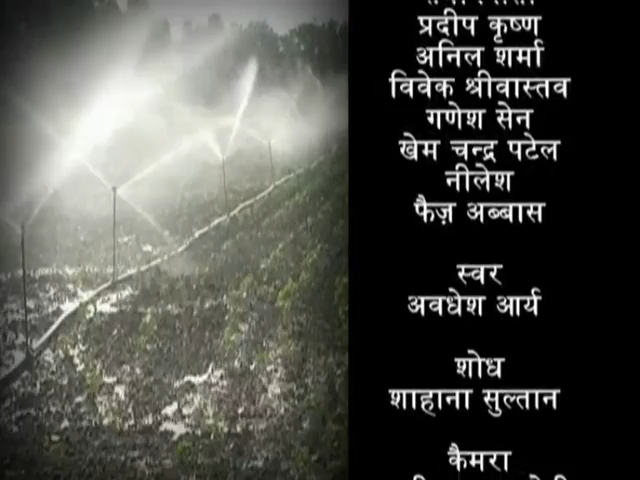 प्रदीप कृष्ण
अनिल शर्मा
विवेक श्रीवास्तव
गणेश सेन
खेम चन्द्र पटेल
नीलेश
फैज़ अब्बास
स्वर
अवधेश आर्य
शोध
शाहाना सुल्तान
कैमरा